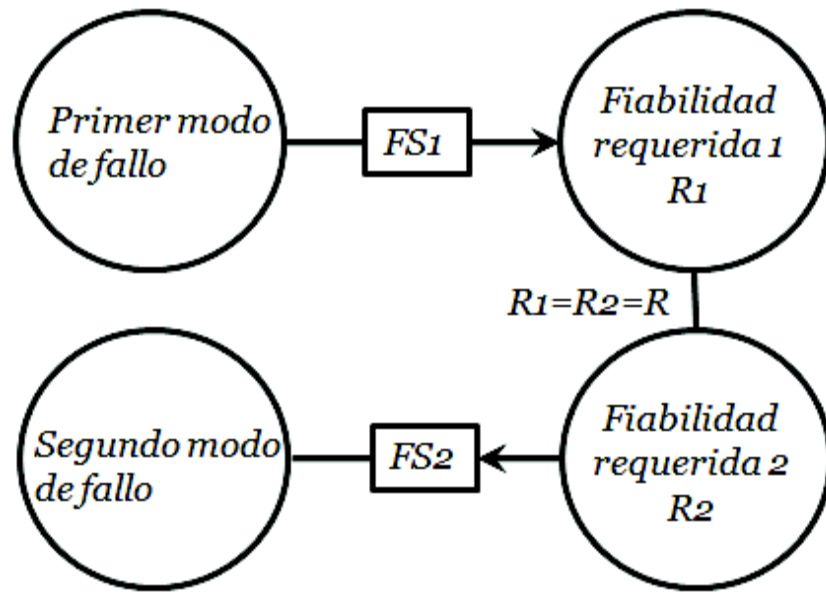 Primer modo
de fallo
FS1
Fiabilidad
requerida 1
R1
R1=R2=R
Segundo modo
de fallo
FS2
Fiabilidad
requerida 2
R2